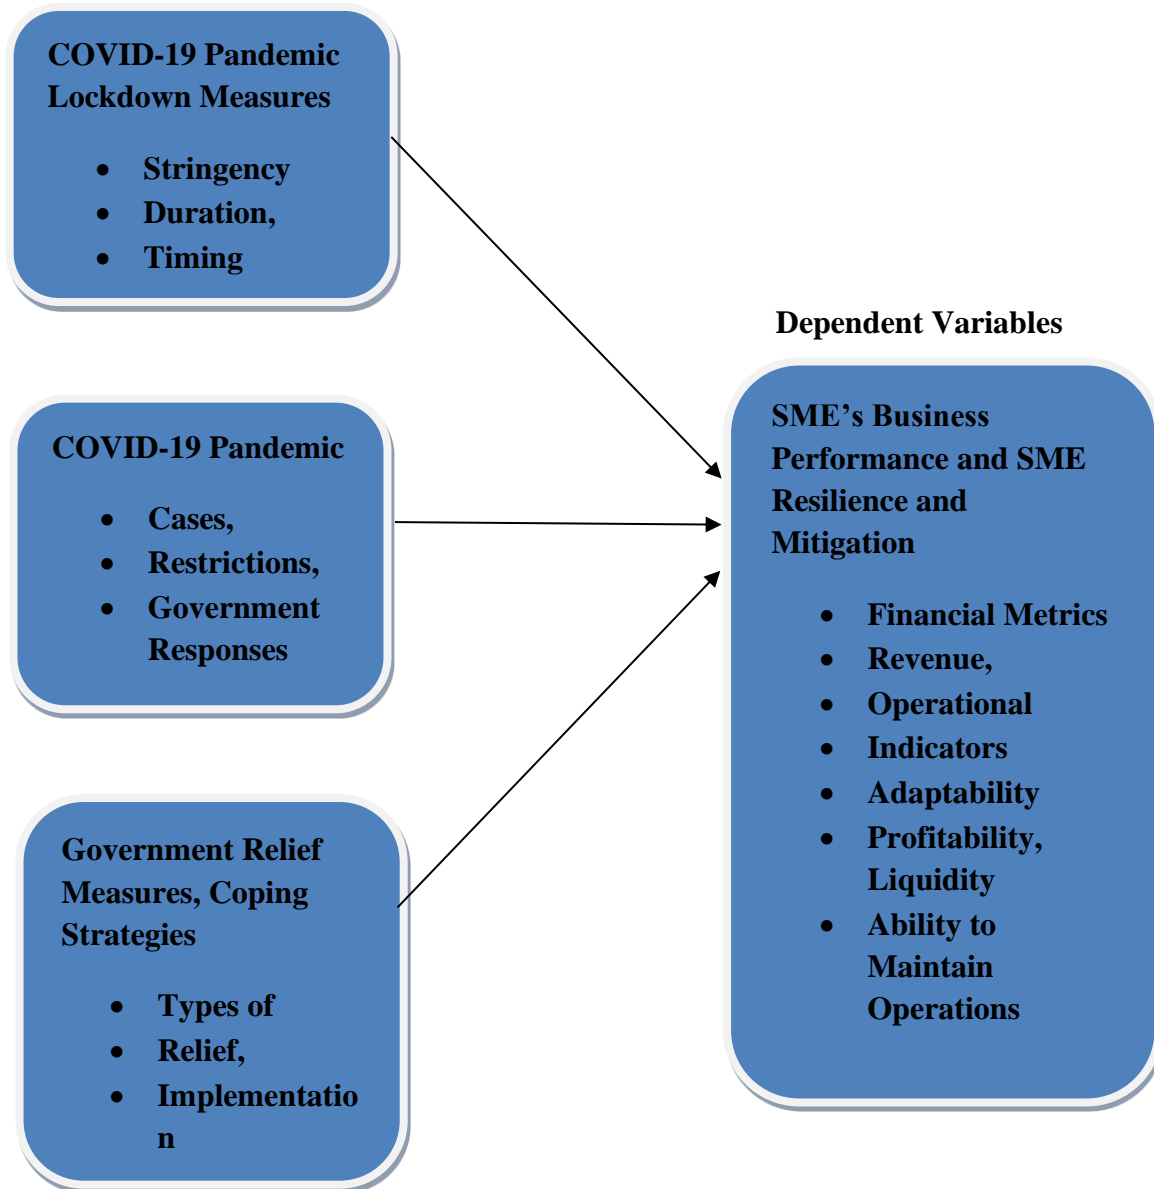 COVID-19 Pandemic
Lockdown Measures
• Stringency
• Duration,
• Timing
COVID-19 Pandemic
• Cases,
• Restrictions,
• Government
Responses
Government Relief
Measures, Coping
Strategies
• Types of
• Relief,
• Implementatio
n
Dependent Variables
SME’s Business
Performance and SME
Resilience and
Mitigation
• Financial Metrics
• Revenue,
• Operational
• Indicators
• Adaptability
• Profitability,
Liquidity
• Ability to
Maintain
Operations